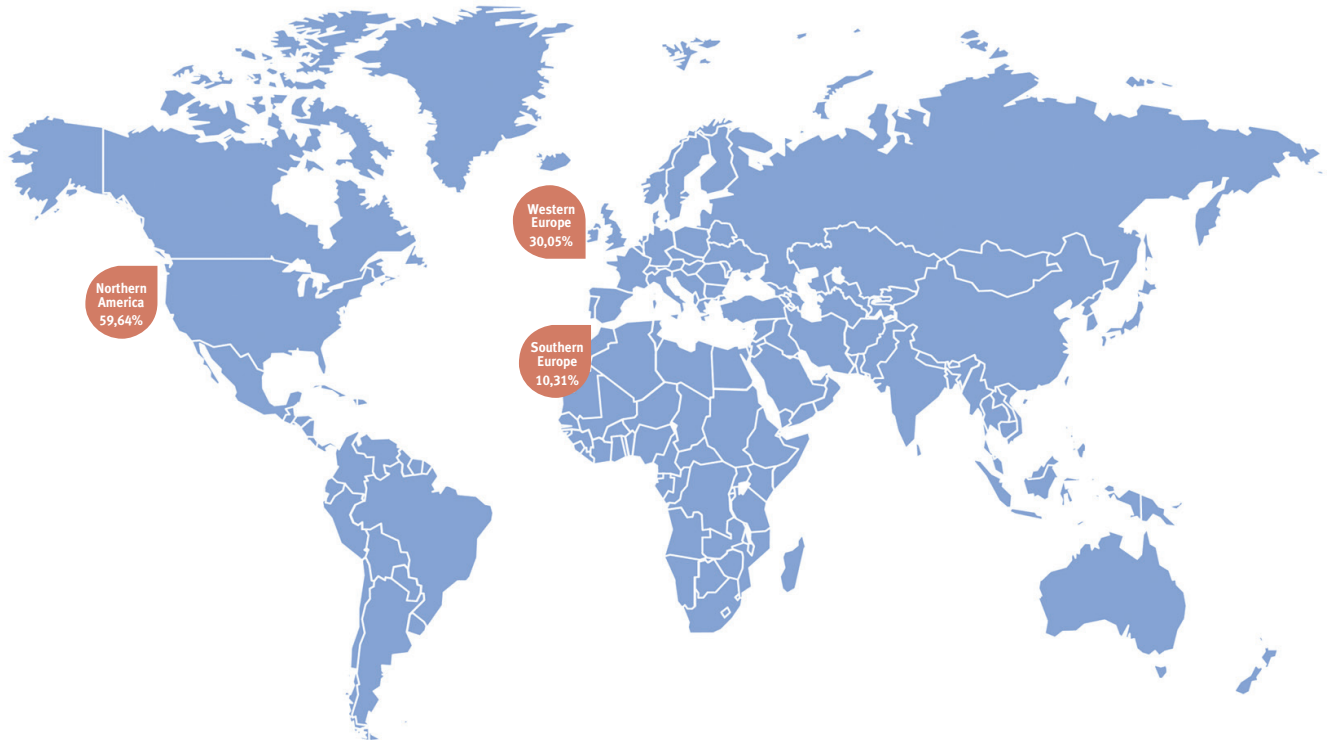 Western
Europe
30,05%
Northern
America
59,64%
Southern
Europe
10,31%